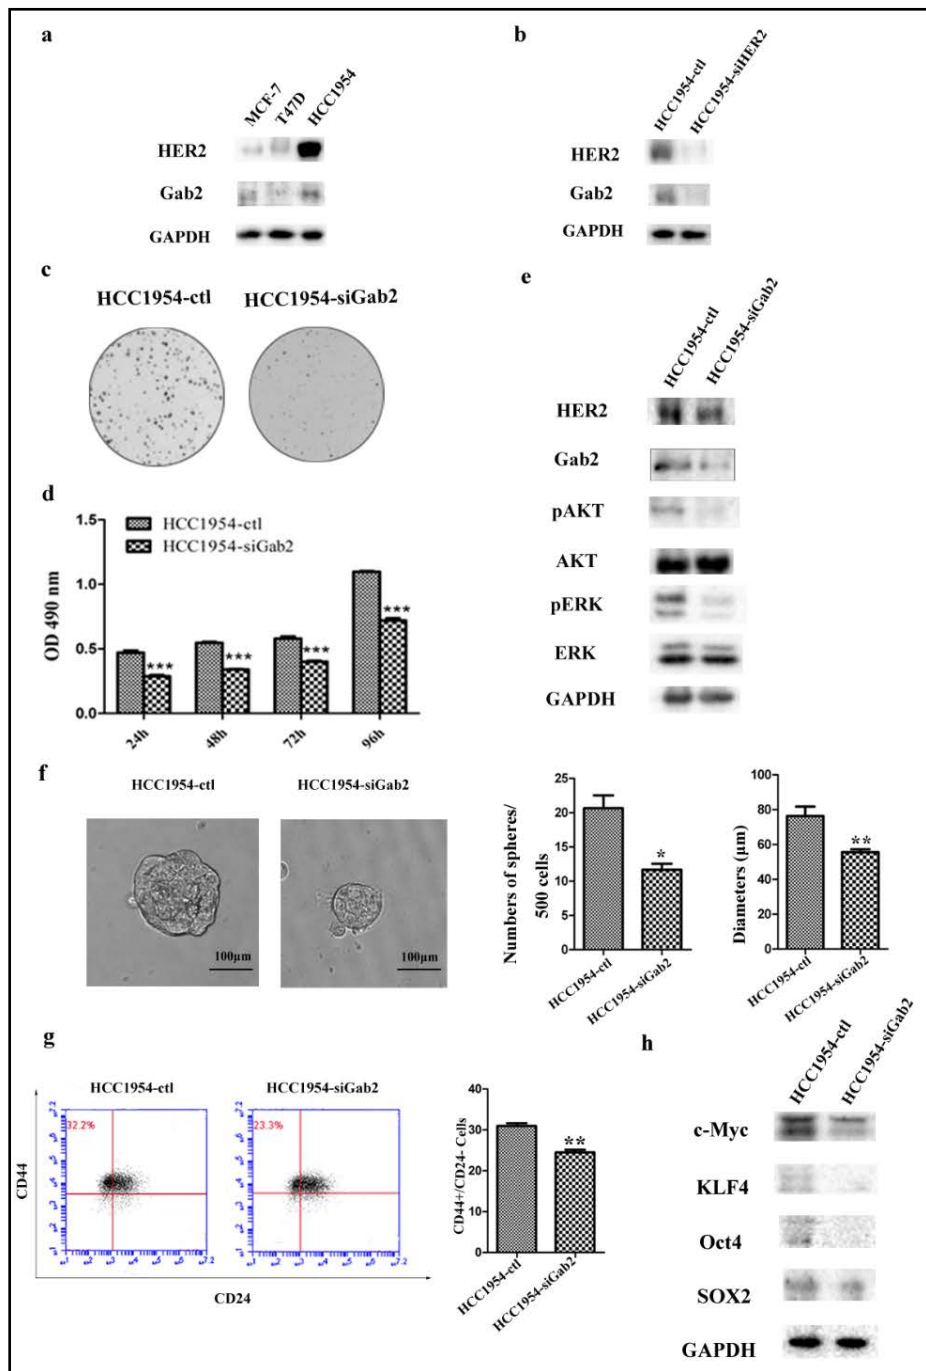 a
MCF-7
T47D
HCC1954
HER2
Gab2
GAPDH
b
HCC1954-ctl
HCC1954-siHER2
HER2
Gab2
GAPDH
c
HCC1954-ctl
HCC1954-siGab2
d
1.5
1.0
0.5
0.0
OD 490 nm
HCC1954-ctl
HCC1954-siGab2
***
***
***
***
24h
48h
72h
96h
e
HCC1954-ctl
HCC1954-siGab2
HER2
Gab2
pAKT
AKT
pERK
ERK
GAPDH
f
HCC1954-ctl
HCC1954-siGab2
100μm
100μm
Numbers of spheres/
500 cells
25
20
15
10
5
0
*
HCC1954-ctl
HCC1954-siGab2
Diameters (μm)
100
80
60
40
20
0
**
HCC1954-ctl
HCC1954-siGab2
g
HCC1954-ctl
HCC1954-siGab2
32.2%
23.3%
CD44
CD24
CD44+/CD24- Cells
40
30
20
10
0
**
HCC1954-ctl
HCC1954-siGab2
h
HCC1954-ctl
HCC1954-siGab2
c-Myc
KLF4
Oct4
SOX2
GAPDH